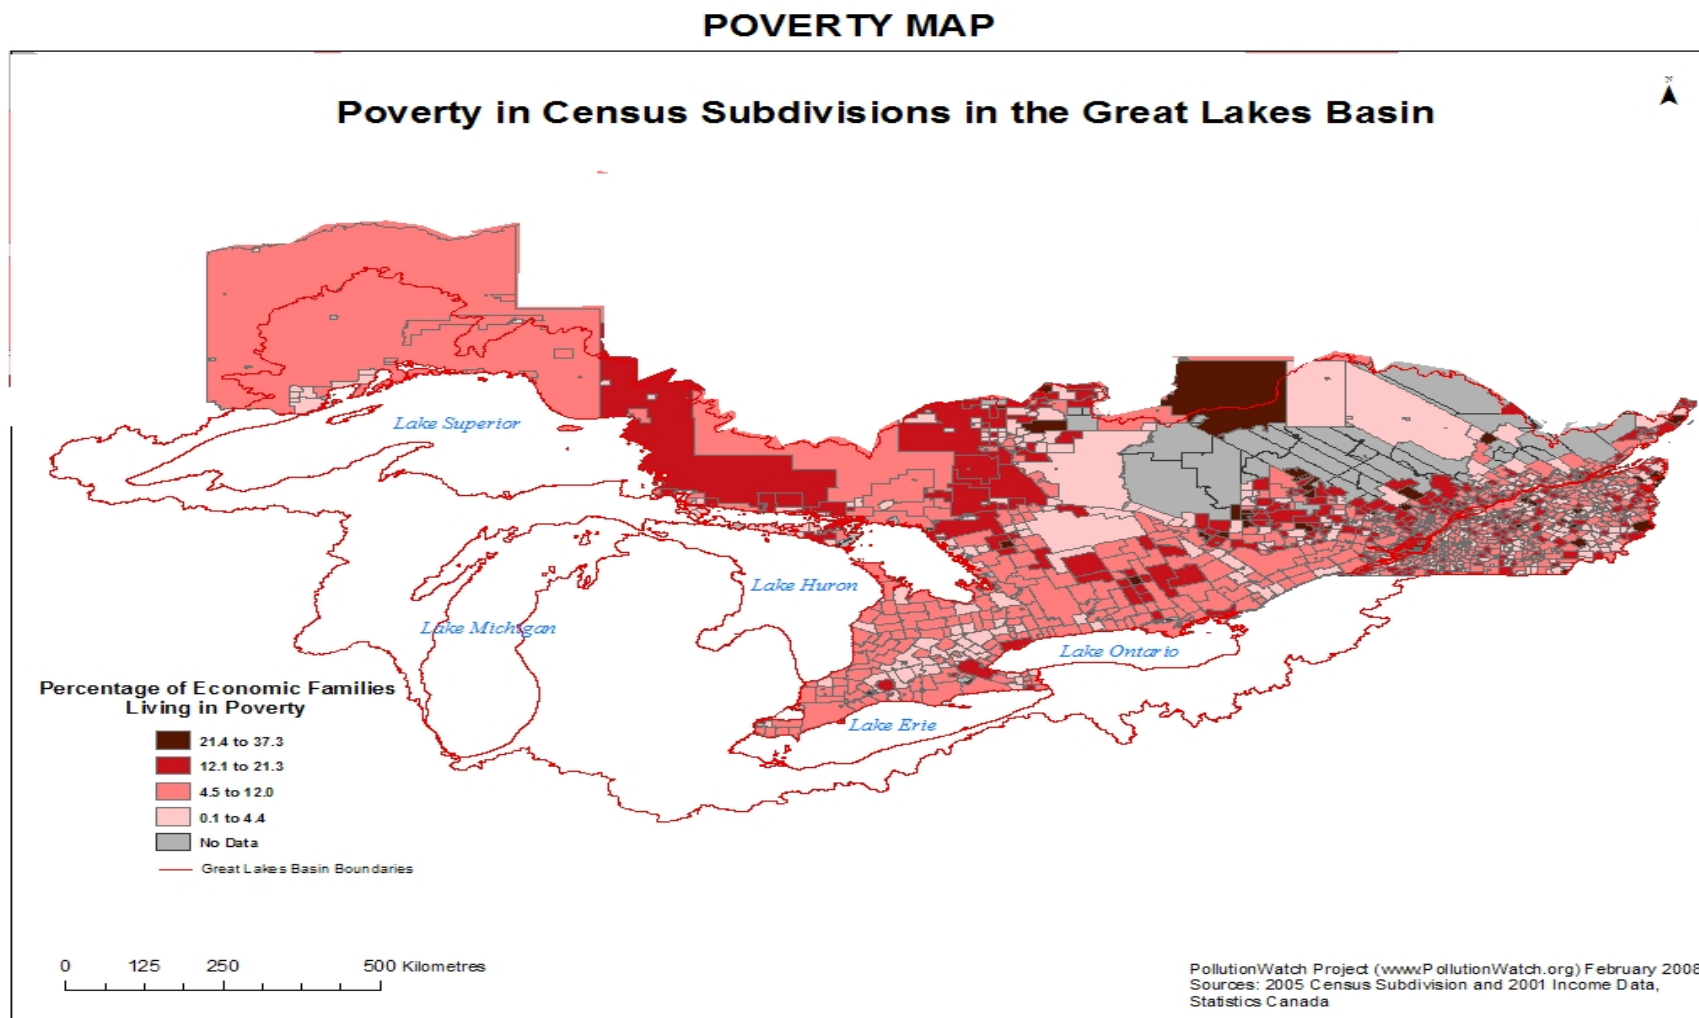 POVERTY MAP
Poverty in Census Subdivisions in the Great Lakes Basin
Lake Superior
Lake Huron
Lake Michigan
Lake Ontario
Lake Erie
Percentage of Economic Families
Living in Poverty
21.4 to 37.3
12.1 to 21.3
4.5 to 12.0
0.1 to 4.4
No Data
Great Lakes Basin Boundaries
0 125 250 500 Kilometres
PollutionWatch Project (www.PollutionWatch.org) February 2008
Sources: 2005 Census Subdivision and 2001 Income Data,
Statistics Canada